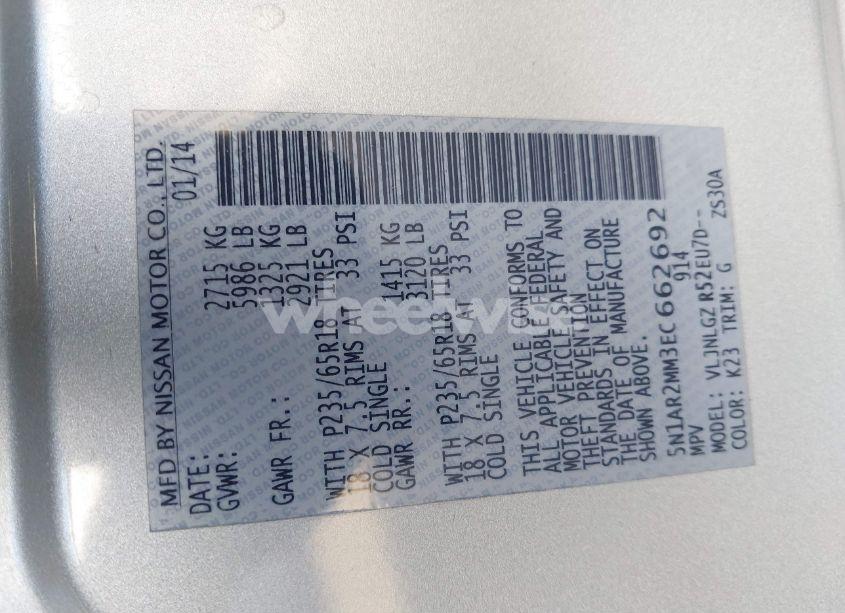 MFD BY NISSAN MOTOR CO., LTD.
DATE: 01/14
GVWR: 2715 KG
5986 LB
GAWR FR.: 1325 KG
2921 LB
WITH P235/65R18 TIRES
18 X 7.5 RIMS AT 33 PSI
COLD SINGLE
GAWR RR.: 1415 KG
3120 LB
WITH P235/65R18 TIRES
18 X 7.5 RIMS AT 33 PSI
COLD SINGLE
THIS VEHICLE CONFORMS TO
ALL APPLICABLE FEDERAL
MOTOR VEHICLE SAFETY AND
THEFT PREVENTION
STANDARDS IN EFFECT ON
THE DATE OF MANUFACTURE
SHOWN ABOVE.
5N1AR2MM3EC662692
MPV 914
MODEL: VLJNLGZ R52EU7D--
COLOR: K23 TRIM: G ZS30A
wheelwise